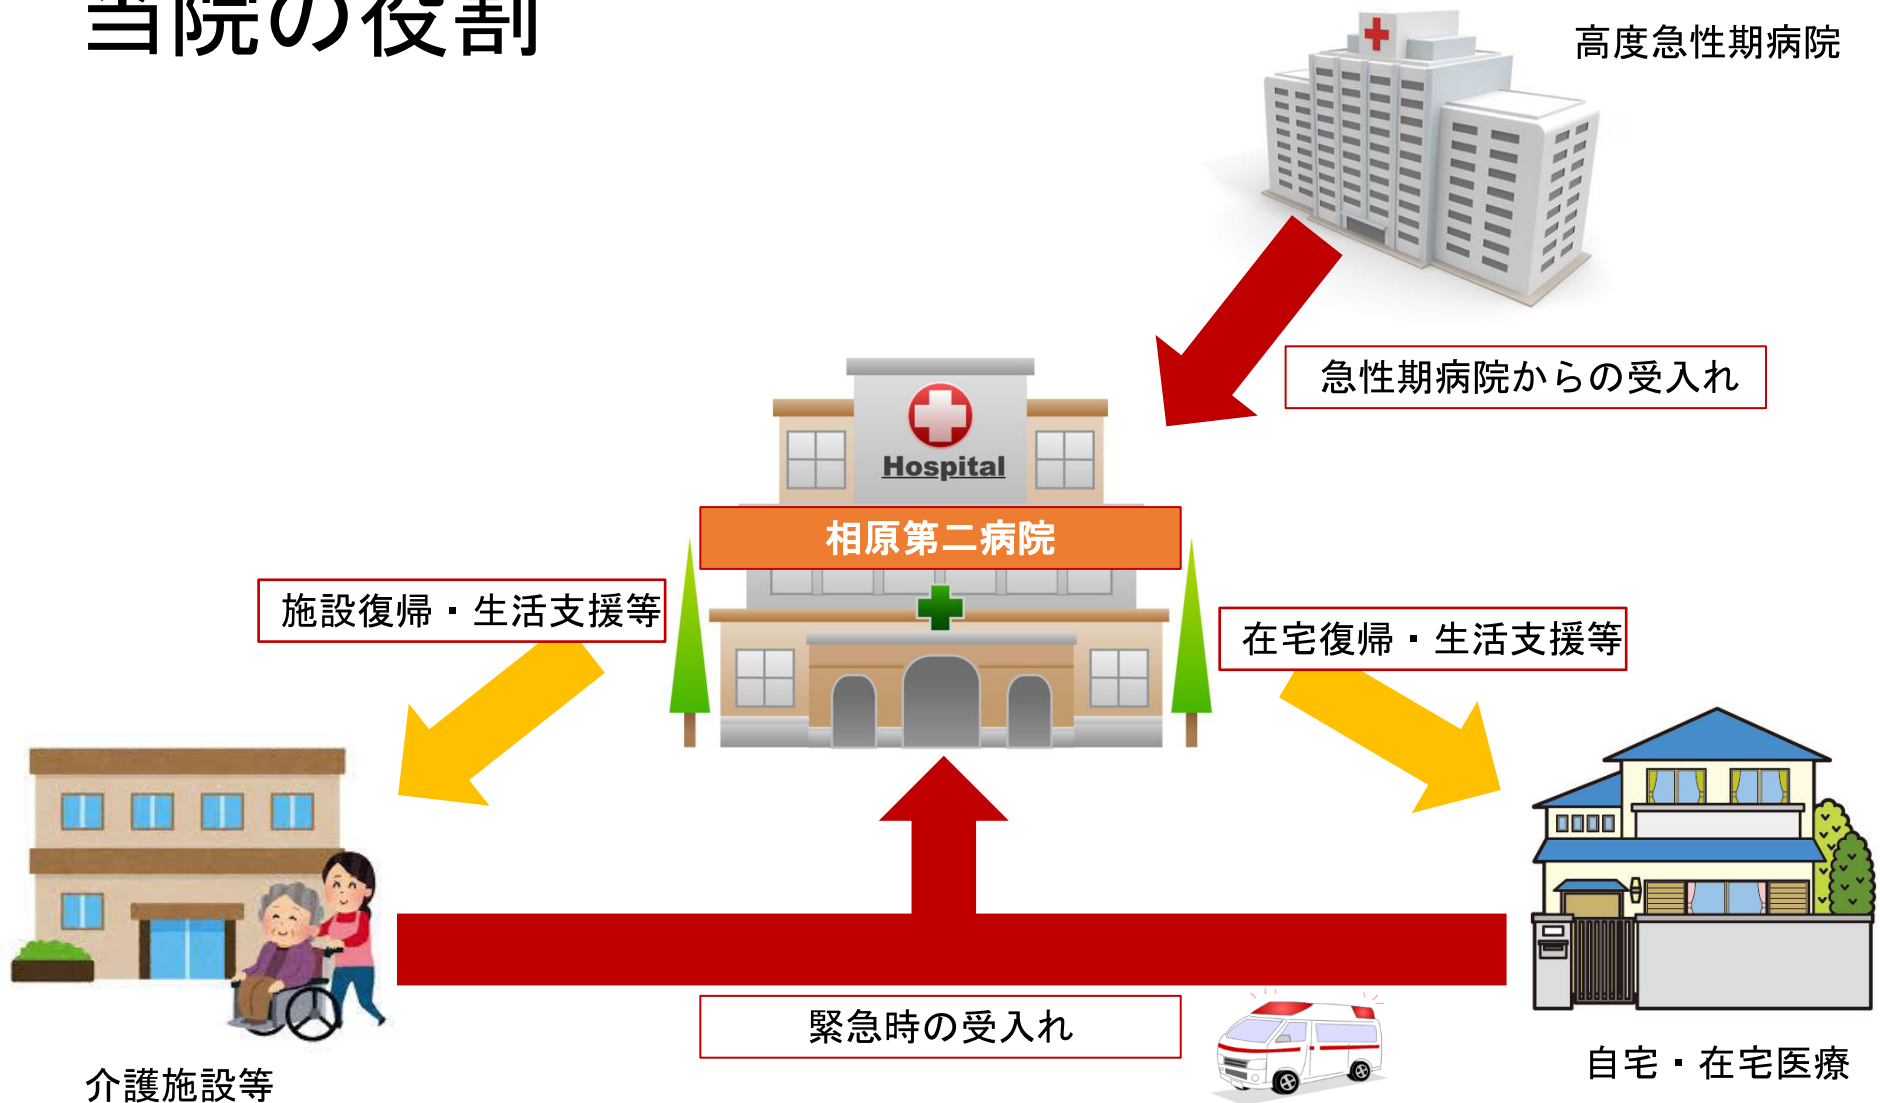 当院の役割
高度急性期病院
急性期病院からの受入れ
Hospital
相原第二病院
施設復帰・生活支援等
在宅復帰・生活支援等
緊急時の受入れ
自宅・在宅医療
介護施設等